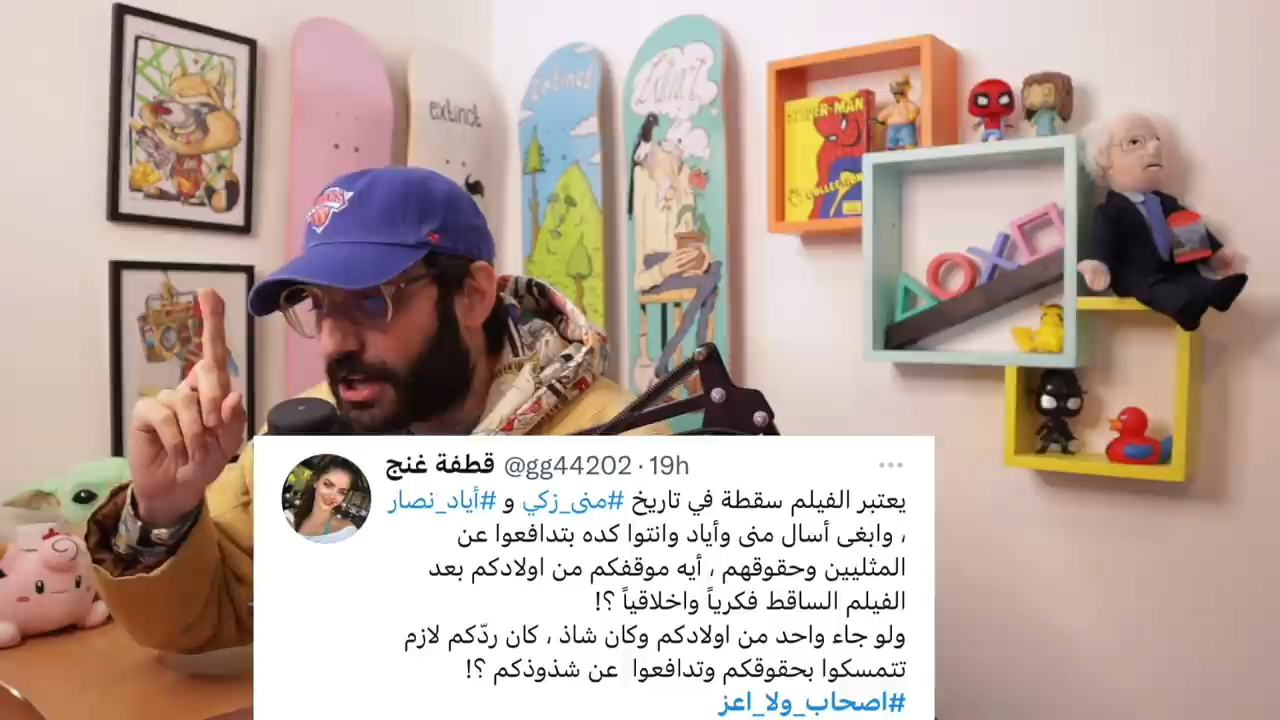 extinct
Extinct
SPIDER-MAN
COLLECTION
قطفة غنج @gg44202 · 19h
يعتبر الفيلم سقطة في تاريخ #منى_زكي و #أياد_نصار
، وابغى أسال منى وأياد وانتوا كده بتدافعوا عن
المثليين وحقوقهم ، أيه موقفكم من اولادكم بعد
الفيلم الساقط فكرياً واخلاقياً ؟!
ولو جاء واحد من اولادكم وكان شاذ ، كان ردّكم لازم
تتمسكوا بحقوقكم وتدافعوا عن شذوذكم ؟!
#اصحاب_ولا_اعز